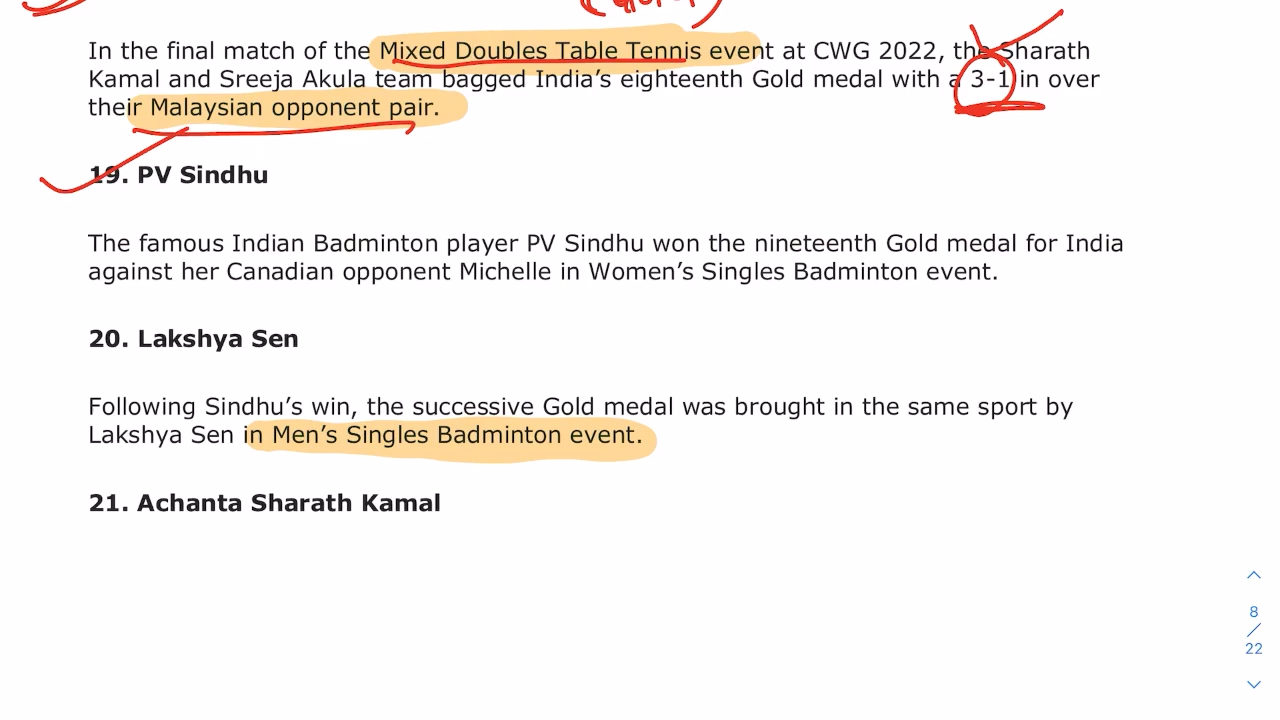 In the final match of the Mixed Doubles Table Tennis event at CWG 2022, the Sharath
Kamal and Sreeja Akula team bagged India’s eighteenth Gold medal with a 3-1 in over
their Malaysian opponent pair.
19. PV Sindhu
The famous Indian Badminton player PV Sindhu won the nineteenth Gold medal for India
against her Canadian opponent Michelle in Women’s Singles Badminton event.
20. Lakshya Sen
Following Sindhu’s win, the successive Gold medal was brought in the same sport by
Lakshya Sen in Men’s Singles Badminton event.
21. Achanta Sharath Kamal
8
/
22